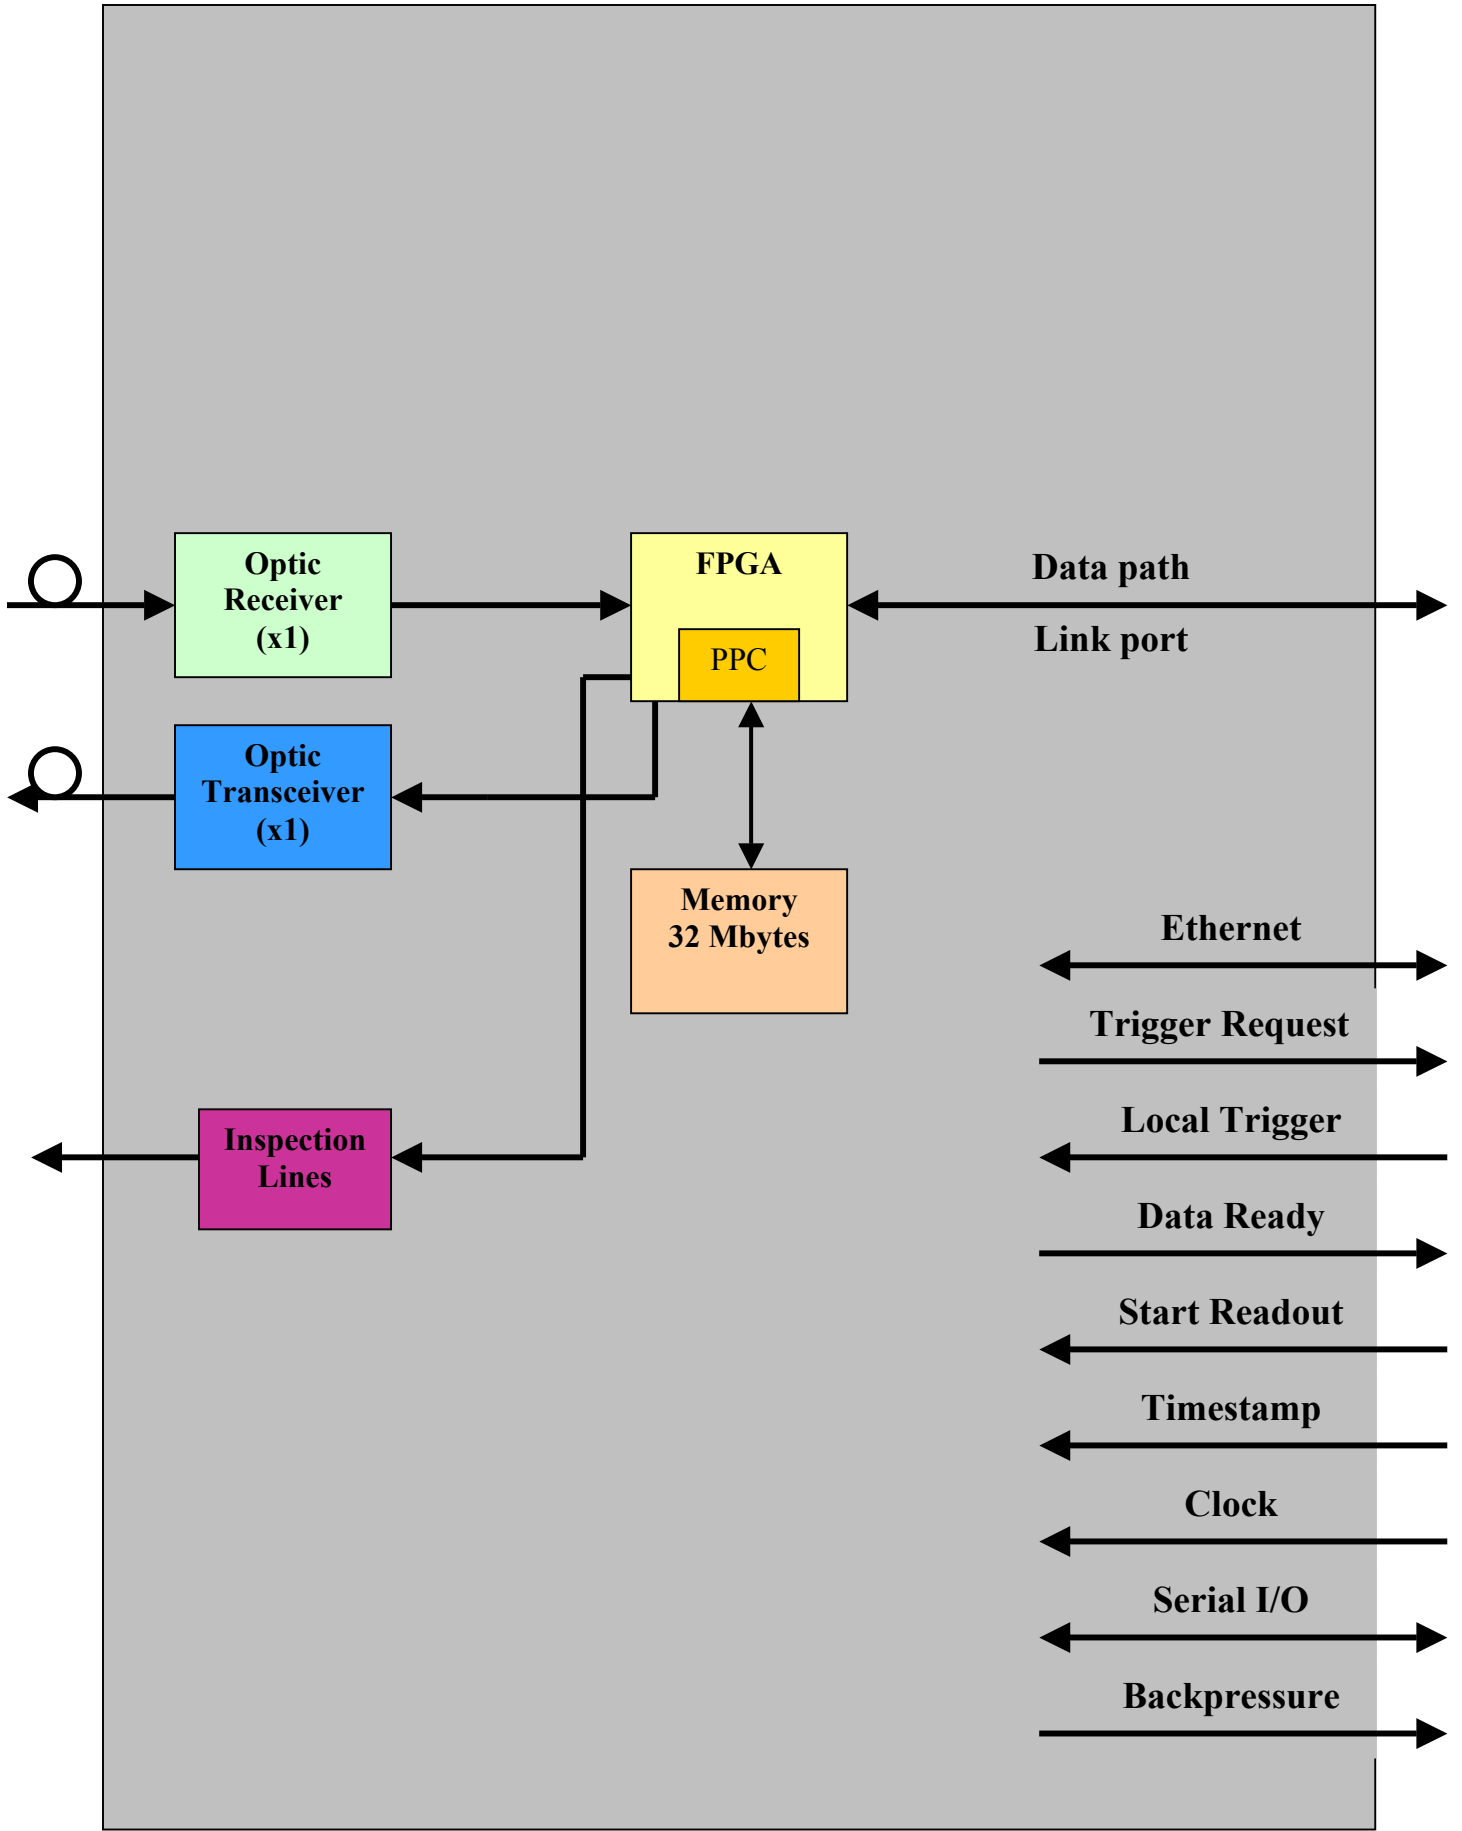 Optic
Receiver
(x1)
FPGA
PPC
Data path
Link port
Optic
Transceiver
(x1)
Memory
32 Mbytes
Inspection
Lines
Ethernet
Trigger Request
Local Trigger
Data Ready
Start Readout
Timestamp
Clock
Serial I/O
Backpressure